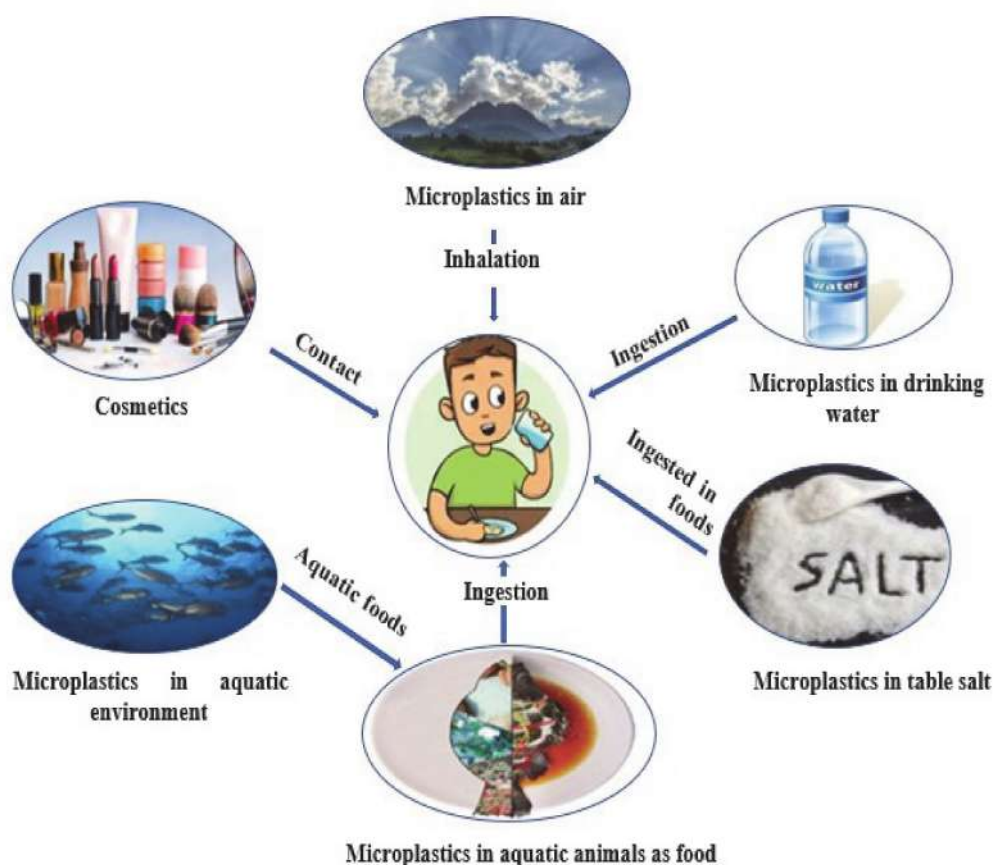 Microplastics in air
Inhalation
Cosmetics
Contact
water
Ingestion
Microplastics in drinking
water
Ingested in
foods
SALT
Microplastics in table salt
Microplastics in aquatic
environment
Aquatic foods
Ingestion
Microplastics in aquatic animals as food